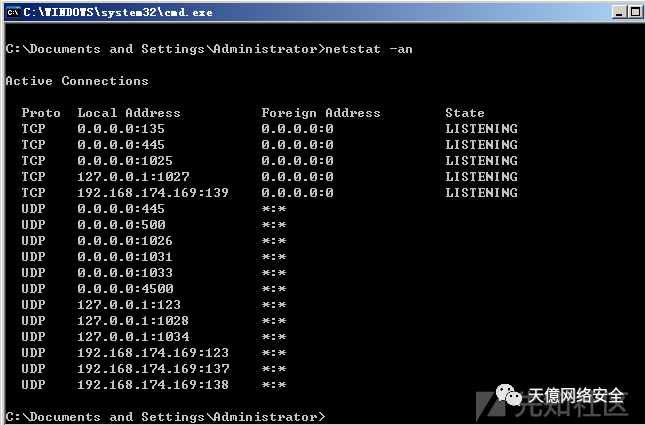 C:\WINDOWS\system32\cmd.exe
C:\Documents and Settings\Administrator>netstat -an
Active Connections
Proto Local Address Foreign Address State
TCP 0.0.0.0:135 0.0.0.0:0 LISTENING
TCP 0.0.0.0:445 0.0.0.0:0 LISTENING
TCP 0.0.0.0:1025 0.0.0.0:0 LISTENING
TCP 127.0.0.1:1027 0.0.0.0:0 LISTENING
TCP 192.168.174.169:139 0.0.0.0:0 LISTENING
UDP 0.0.0.0:445 *:*
UDP 0.0.0.0:500 *:*
UDP 0.0.0.0:1026 *:*
UDP 0.0.0.0:1031 *:*
UDP 0.0.0.0:1033 *:*
UDP 0.0.0.0:4500 *:*
UDP 127.0.0.1:123 *:*
UDP 127.0.0.1:1028 *:*
UDP 127.0.0.1:1034 *:*
UDP 192.168.174.169:123 *:*
UDP 192.168.174.169:137 *:*
UDP 192.168.174.169:138 *:*
天億网络安全
先知社区
C:\Documents and Settings\Administrator>